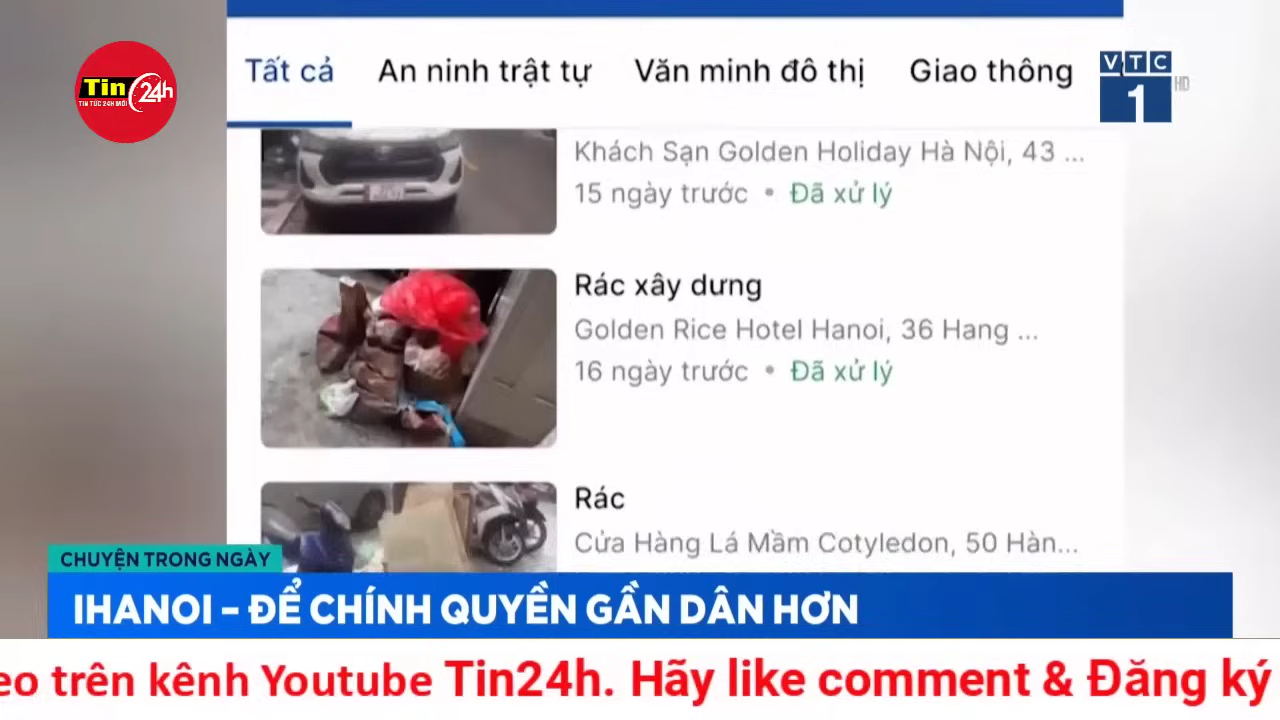 Tin 24h
TIN TỨC 24H MỚI
VTC
1
HD
Tất cả An ninh trật tự Văn minh đô thị Giao thông
Khách Sạn Golden Holiday Hà Nội, 43 ...
15 ngày trước • Đã xử lý
Rác xây dưng
Golden Rice Hotel Hanoi, 36 Hang ...
16 ngày trước • Đã xử lý
Rác
Cửa Hàng Lá Mầm Cotyledon, 50 Hàn...
CHUYỆN TRONG NGÀY
IHANOI - ĐỂ CHÍNH QUYỀN GẦN DÂN HƠN
eo trên kênh Youtube Tin24h. Hãy like comment & Đăng ký